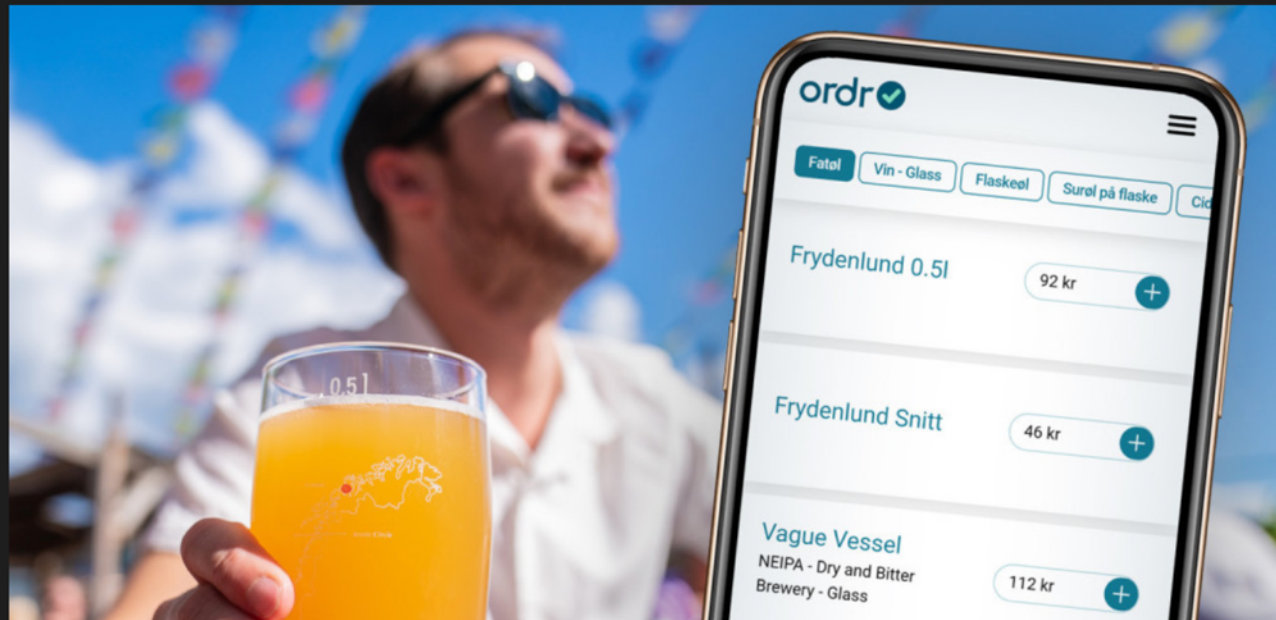 0,5 l
ordr
Fatøl
Vin - Glass
Flaskeøl
Surøl på flaske
Cid
Frydenlund 0.5l
92 kr
Frydenlund Snitt
46 kr
Vague Vessel
NEIPA - Dry and Bitter
Brewery - Glass
112 kr